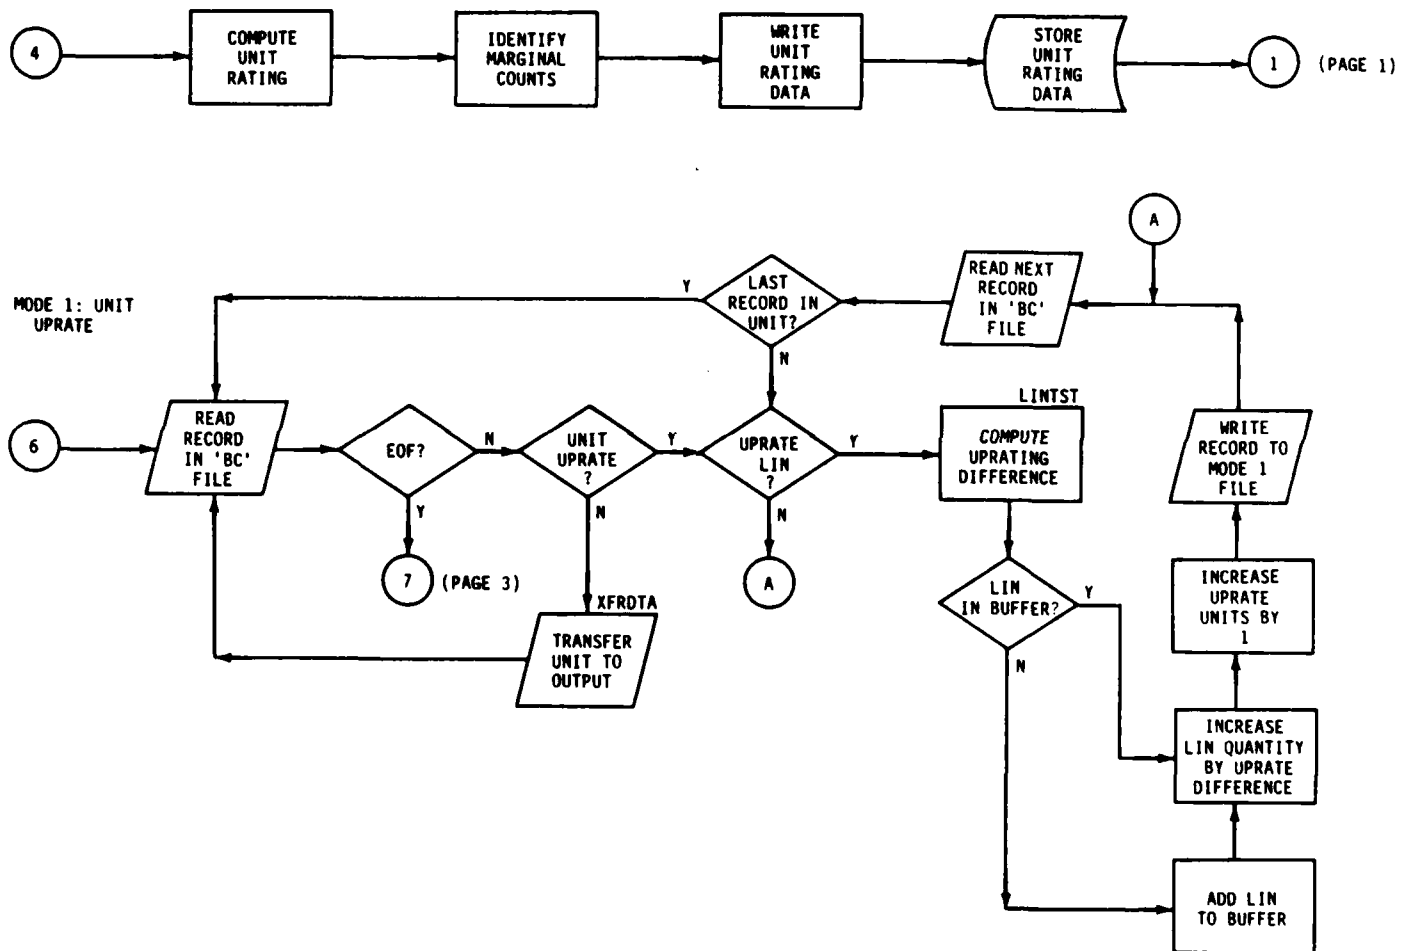 4
COMPUTE
UNIT
RATING
IDENTIFY
MARGINAL
COUNTS
WRITE
UNIT
RATING
DATA
STORE
UNIT
RATING
DATA
1
(PAGE 1)
A
MODE 1: UNIT
UPRATE
Y
LAST
RECORD IN
UNIT?
N
READ NEXT
RECORD
IN 'BC'
FILE
6
READ
RECORD
IN 'BC'
FILE
EOF?
N
Y
7
(PAGE 3)
UNIT
UPRATE
?
Y
N
XFRDTA
TRANSFER
UNIT TO
OUTPUT
UPRATE
LIN
?
Y
N
A
LINTST
COMPUTE
UPRATING
DIFFERENCE
LIN
IN BUFFER?
Y
N
WRITE
RECORD TO
MODE 1
FILE
INCREASE
UPRATE
UNITS BY
1
INCREASE
LIN QUANTITY
BY UPRATE
DIFFERENCE
ADD LIN
TO BUFFER